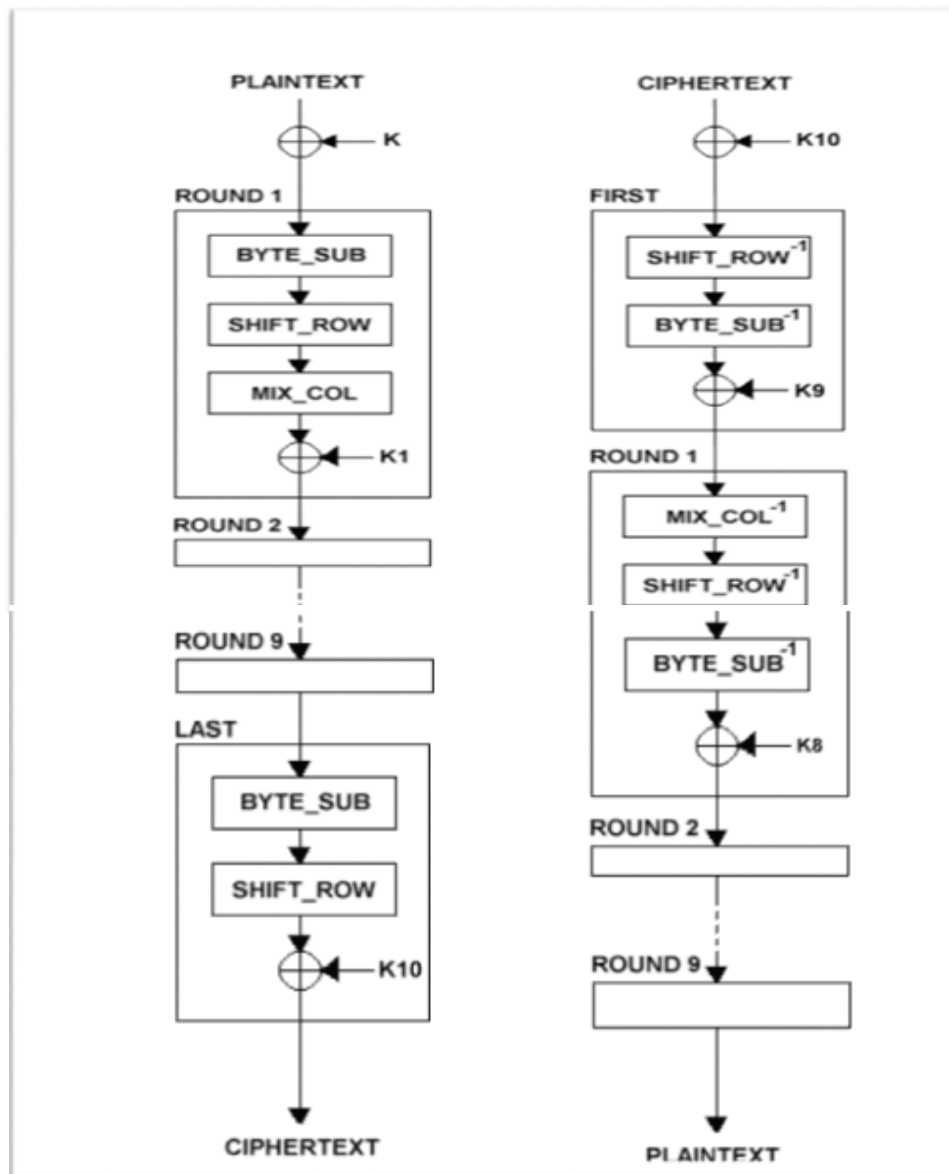 PLAINTEXT
K
ROUND 1
BYTE_SUB
SHIFT_ROW
MIX_COL
K1
ROUND 2
ROUND 9
LAST
BYTE_SUB
SHIFT_ROW
K10
CIPHERTEXT
CIPHERTEXT
K10
FIRST
SHIFT_ROW-1
BYTE_SUB-1
K9
ROUND 1
MIX_COL-1
SHIFT_ROW-1
BYTE_SUB-1
K8
ROUND 2
ROUND 9
PLAINTEXT